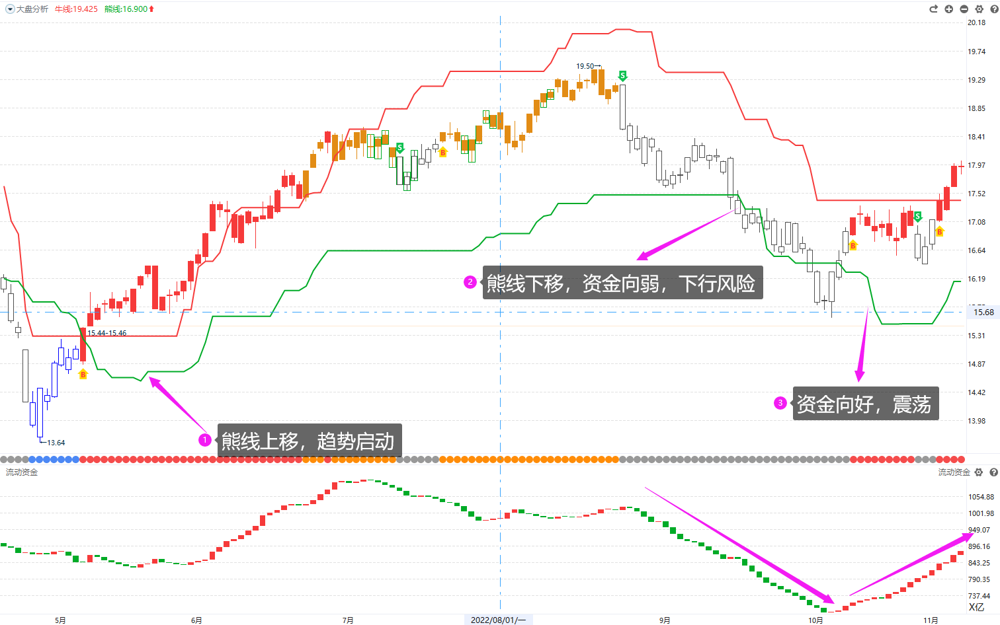 大盘分析 牛线:19.425 熊线:16.900
20.18
19.74
19.50
S
19.29
18.85
18.41
S
B
17.97
17.52
S
17.08
B
B
16.64
2 熊线下移，资金向弱，下行风险
16.19
15.68
15.44-15.46
15.31
14.87
B
14.42
3 资金向好，震荡
13.98
1 熊线上移，趋势启动
13.64
流动资金 流动资金
1054.88
1001.98
949.07
896.16
843.25
790.35
737.44
X亿
5月 6月 7月 2022/08/01/一 9月 10月 11月